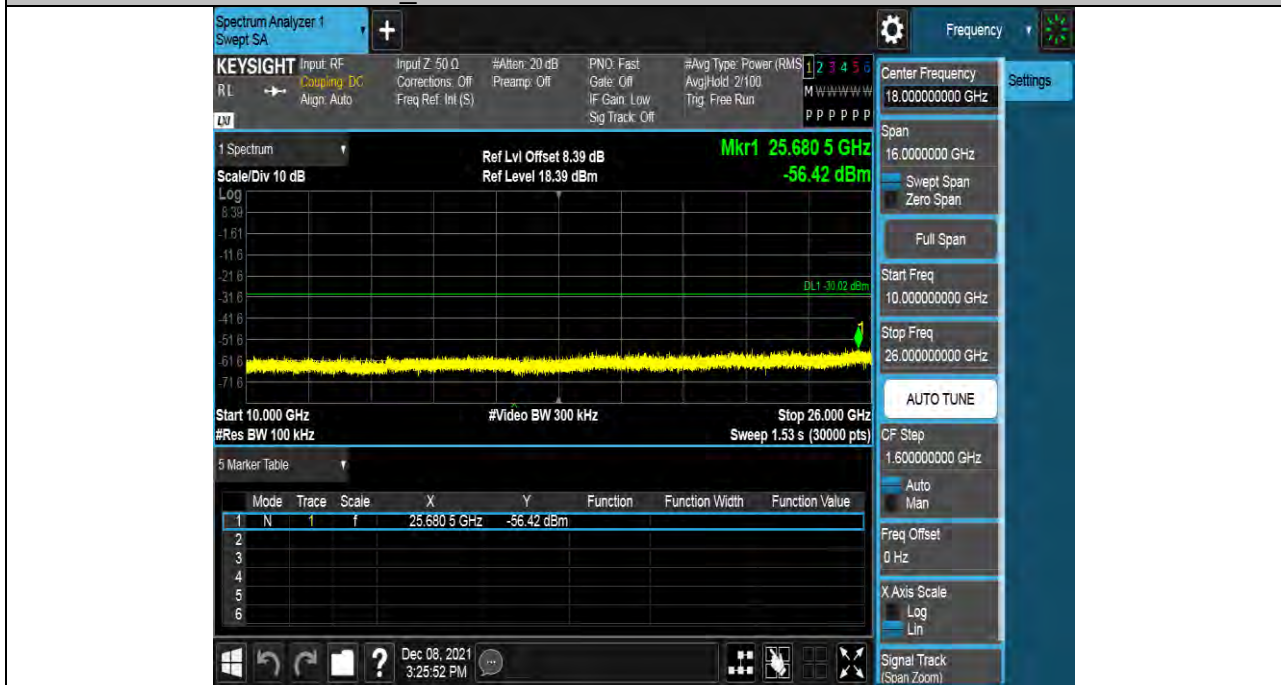 Spectrum Analyzer 1
Swept SA
Frequency
KEYSIGHT Input: RF Input Z: 50 Ω #Atten: 20 dB PNO: Fast #Avg Type: Power (RMS 1 2 3 4 5 6
RL Coupling: DC Corrections: Off Preamp: Off Gate: Off Avg|Hold: 2/100 M W W W W W
Align: Auto Freq Ref: Int (S) IF Gain: Low Trig: Free Run
LXI Sig Track: Off P P P P P P
Center Frequency
18.000000000 GHz
Settings
Span
16.0000000 GHz
Swept Span
Zero Span
Full Span
Start Freq
10.000000000 GHz
Stop Freq
26.000000000 GHz
AUTO TUNE
CF Step
1.600000000 GHz
Auto
Man
Freq Offset
0 Hz
X Axis Scale
Log
Lin
Signal Track
(Span Zoom)
1 Spectrum
Ref Lvl Offset 8.39 dB
Mkr1 25.680 5 GHz
Scale/Div 10 dB
Ref Level 18.39 dBm
-56.42 dBm
Log
8.39
-1.61
-11.6
-21.6
DL1 -30.02 dBm
-31.6
-41.6
1
-51.6
-61.6
-71.6
Start 10.000 GHz #Video BW 300 kHz Stop 26.000 GHz
#Res BW 100 kHz Sweep 1.53 s (30000 pts)
5 Marker Table
Mode Trace Scale X Y Function Function Width Function Value
1 N 1 f 25.680 5 GHz -56.42 dBm
2
3
4
5
6
Dec 08, 2021
3:25:52 PM